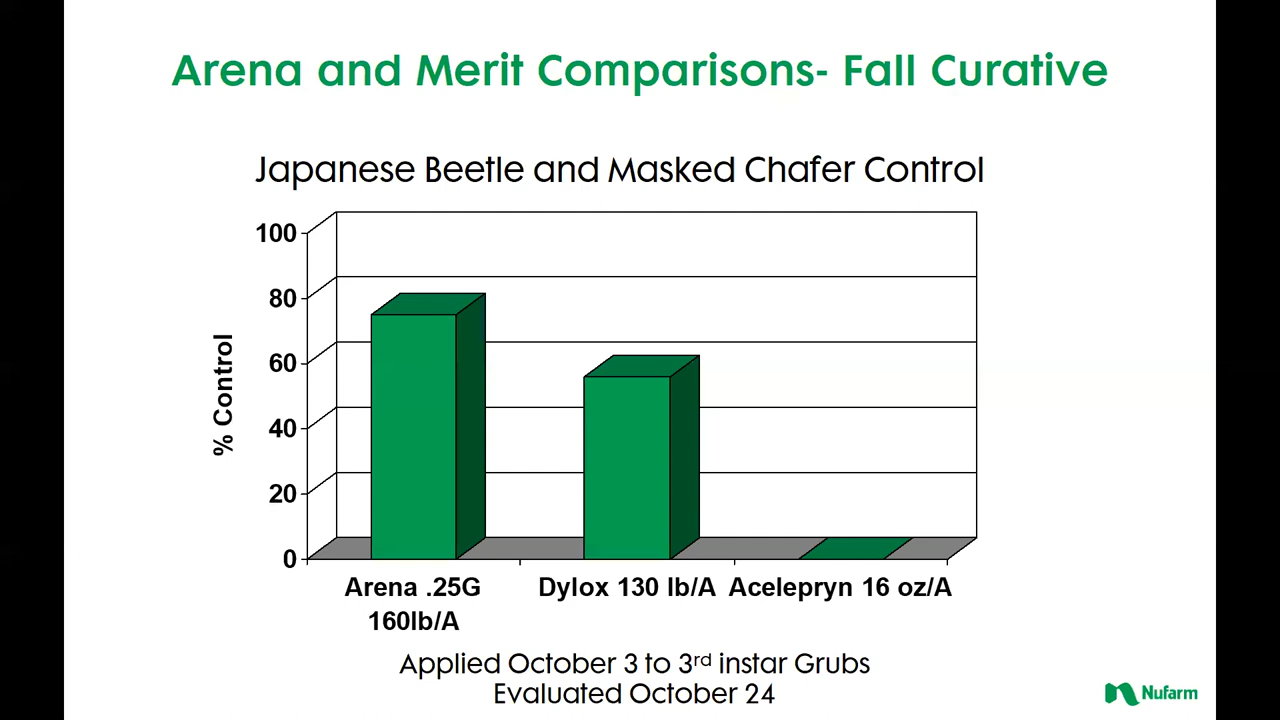 Arena and Merit Comparisons- Fall Curative
Japanese Beetle and Masked Chafer Control
100
80
60
40
20
0
% Control
Arena .25G
160lb/A
Dylox 130 lb/A
Acelepryn 16 oz/A
Applied October 3 to 3rd instar Grubs
Evaluated October 24
Nufarm